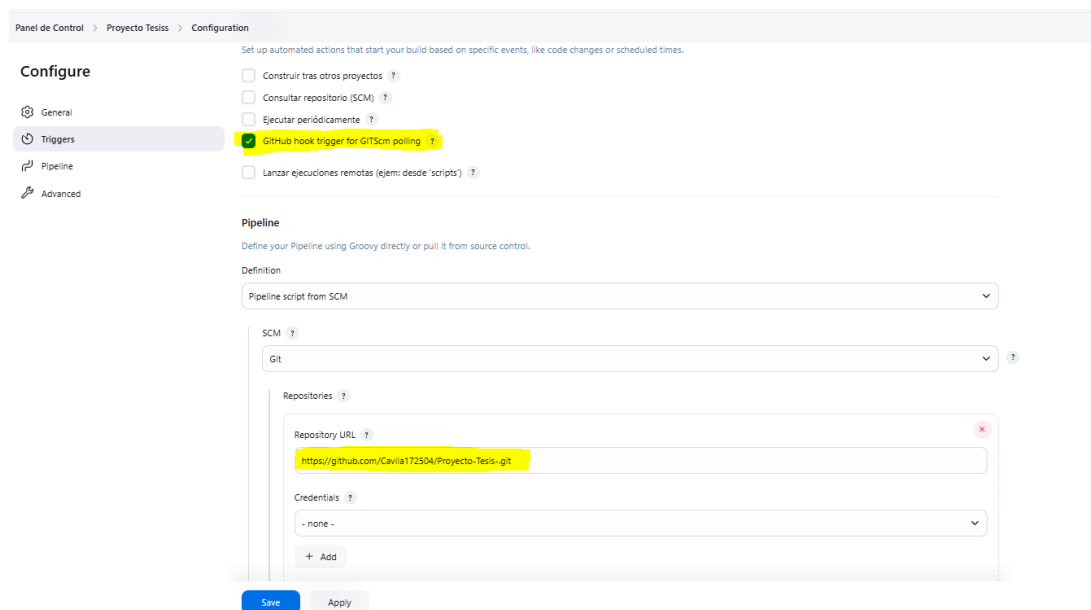 Panel de Control > Proyecto Tesiss > Configuration
Configure
General
Triggers
Pipeline
Advanced
Set up automated actions that start your build based on specific events, like code changes or scheduled times.
Construir tras otros proyectos ?
Consultar repositorio (SCM) ?
Ejecutar periódicamente ?
GitHub hook trigger for GITScm polling ?
Lanzar ejecuciones remotas (ejem: desde 'scripts') ?
Pipeline
Define your Pipeline using Groovy directly or pull it from source control.
Definition
Pipeline script from SCM
SCM ?
Git
?
Repositories ?
Repository URL ?
https://github.com/Cavila172504/Proyecto-Tesis-.git
Credentials ?
- none -
+ Add
Save
Apply